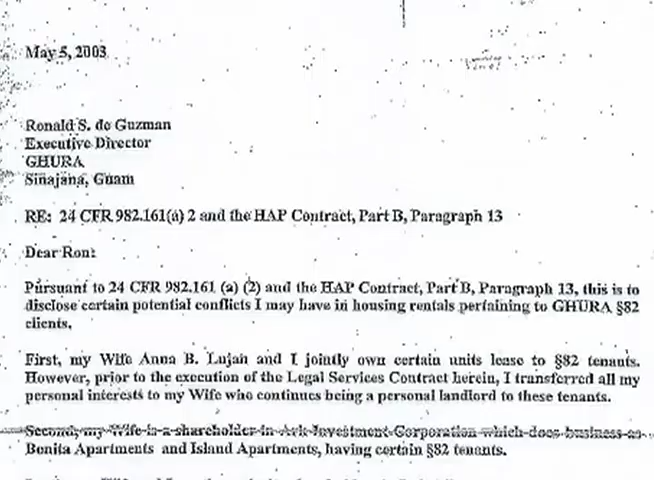 May 5, 2003
Ronald S. de Guzman
Executive Director
GHURA
Sinajana, Guam
RE: 24 CFR 982.161(a) 2 and the HAP Contract, Part B, Paragraph 13
Dear Ron:
Pursuant to 24 CFR 982.161 (a) (2) and the HAP Contract, Part B, Paragraph 13, this is to
disclose certain potential conflicts I may have in housing rentals pertaining to GHURA §82
clients.
First, my Wife Anna B. Lujan and I jointly own certain units lease to §82 tenants.
However, prior to the execution of the Legal Services Contract herein, I transferred all my
personal interests to my Wife who continues being a personal landlord to these tenants.
Second, my Wife is a shareholder in Ark Investment Corporation which does business as
Bonita Apartments and Island Apartments, having certain §82 tenants.